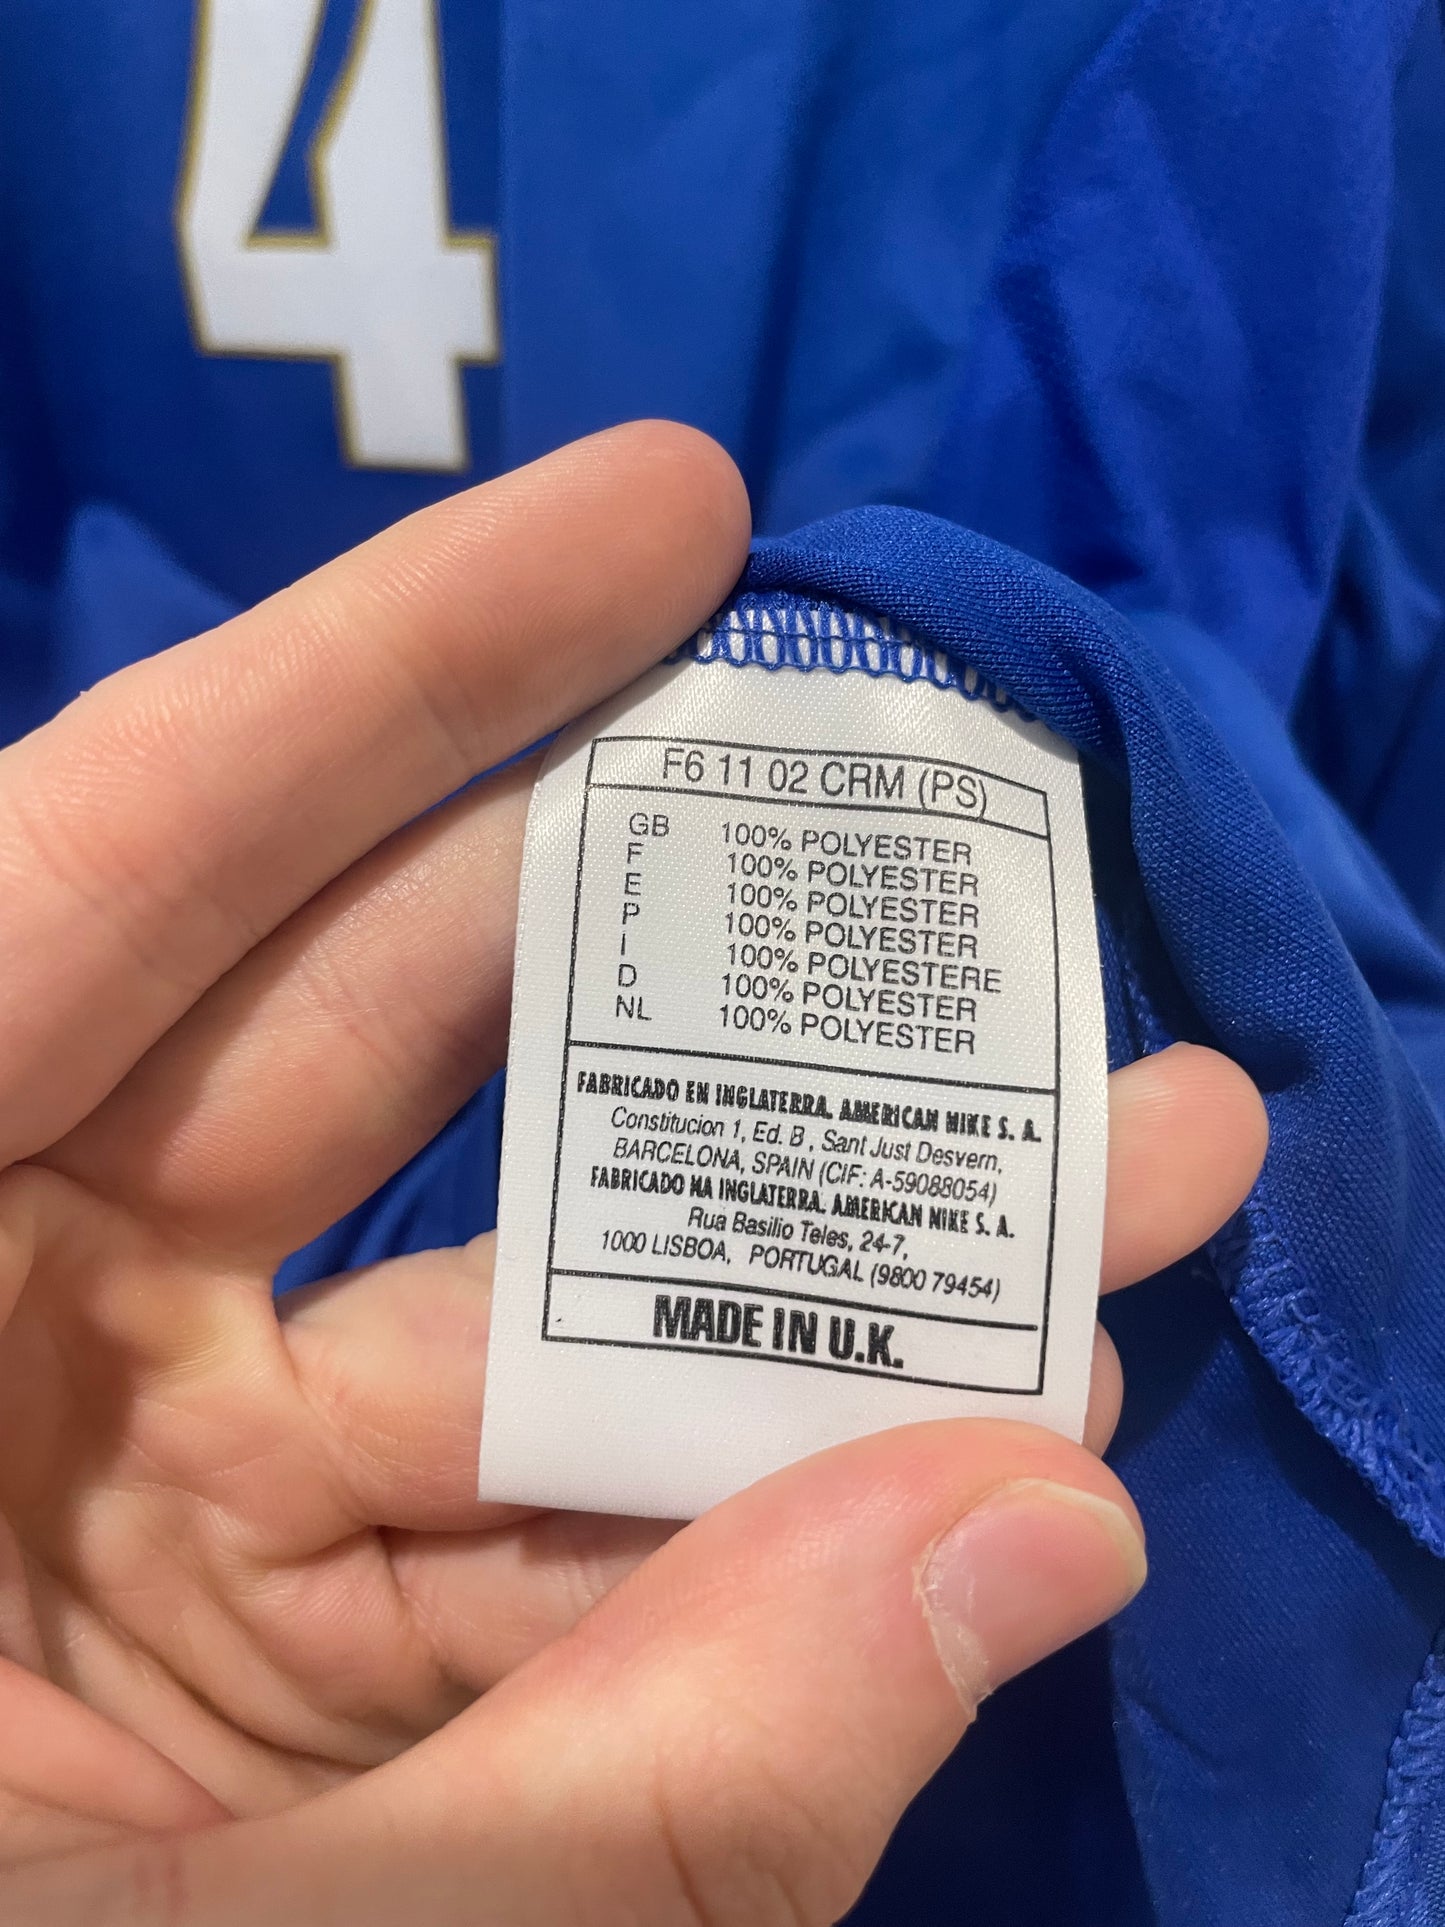 4
F6 11 02 CRM (PS)
GB 100% POLYESTER
F 100% POLYESTER
E 100% POLYESTER
P 100% POLYESTER
I 100% POLYESTERE
D 100% POLYESTER
NL 100% POLYESTER
FABRICADO EN INGLATERRA. AMERICAN NIKE S. A.
Constitucion 1, Ed. B , Sant Just Desvern,
BARCELONA, SPAIN (CIF: A-59088054)
FABRICADO NA INGLATERRA. AMERICAN NIKE S. A.
Rua Basilio Teles, 24-7,
1000 LISBOA, PORTUGAL (9800 79454)
MADE IN U.K.